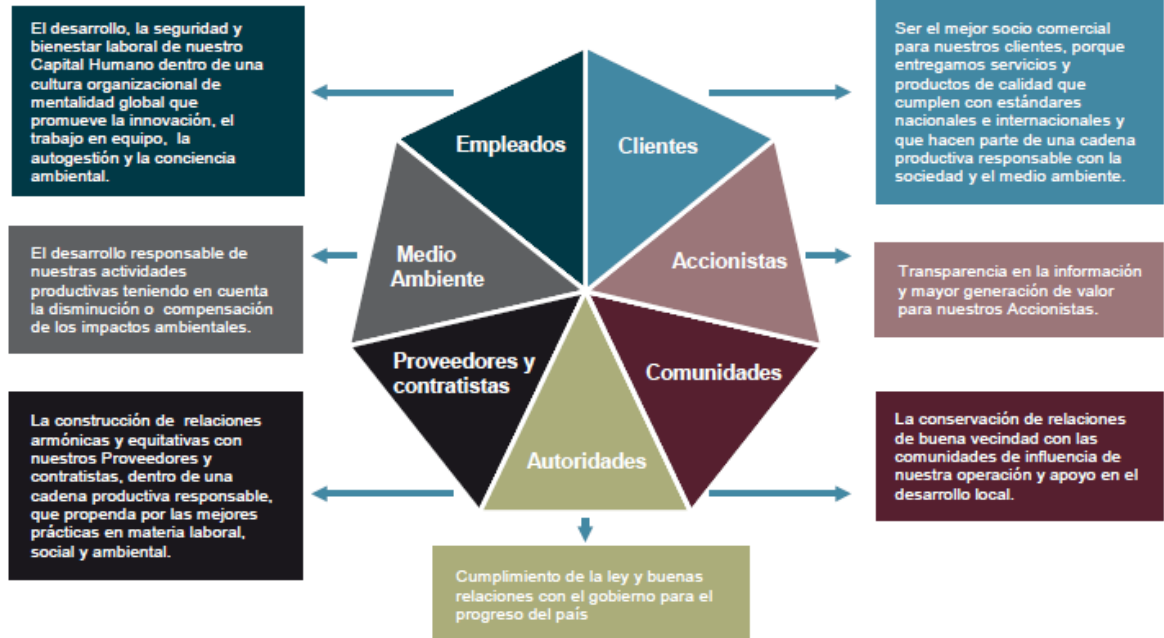 El desarrollo, la seguridad y
bienestar laboral de nuestro
Capital Humano dentro de una
cultura organizacional de
mentalidad global que
promueve la innovación, el
trabajo en equipo, la
autogestión y la conciencia
ambiental.
Ser el mejor socio comercial
para nuestros clientes, porque
entregamos servicios y
productos de calidad que
cumplen con estándares
nacionales e internacionales y
que hacen parte de una cadena
productiva responsable con la
sociedad y el medio ambiente.
Empleados
Clientes
Medio
Ambiente
Accionistas
El desarrollo responsable de
nuestras actividades
productivas teniendo en cuenta
la disminución o compensación
de los impactos ambientales.
Transparencia en la información
y mayor generación de valor
para nuestros Accionistas.
Proveedores y
contratistas
Comunidades
Autoridades
La construcción de relaciones
armónicas y equitativas con
nuestros Proveedores y
contratistas, dentro de una
cadena productiva responsable,
que propenda por las mejores
prácticas en materia laboral,
social y ambiental.
La conservación de relaciones
de buena vecindad con las
comunidades de influencia de
nuestra operación y apoyo en el
desarrollo local.
Cumplimiento de la ley y buenas
relaciones con el gobierno para el
progreso del país